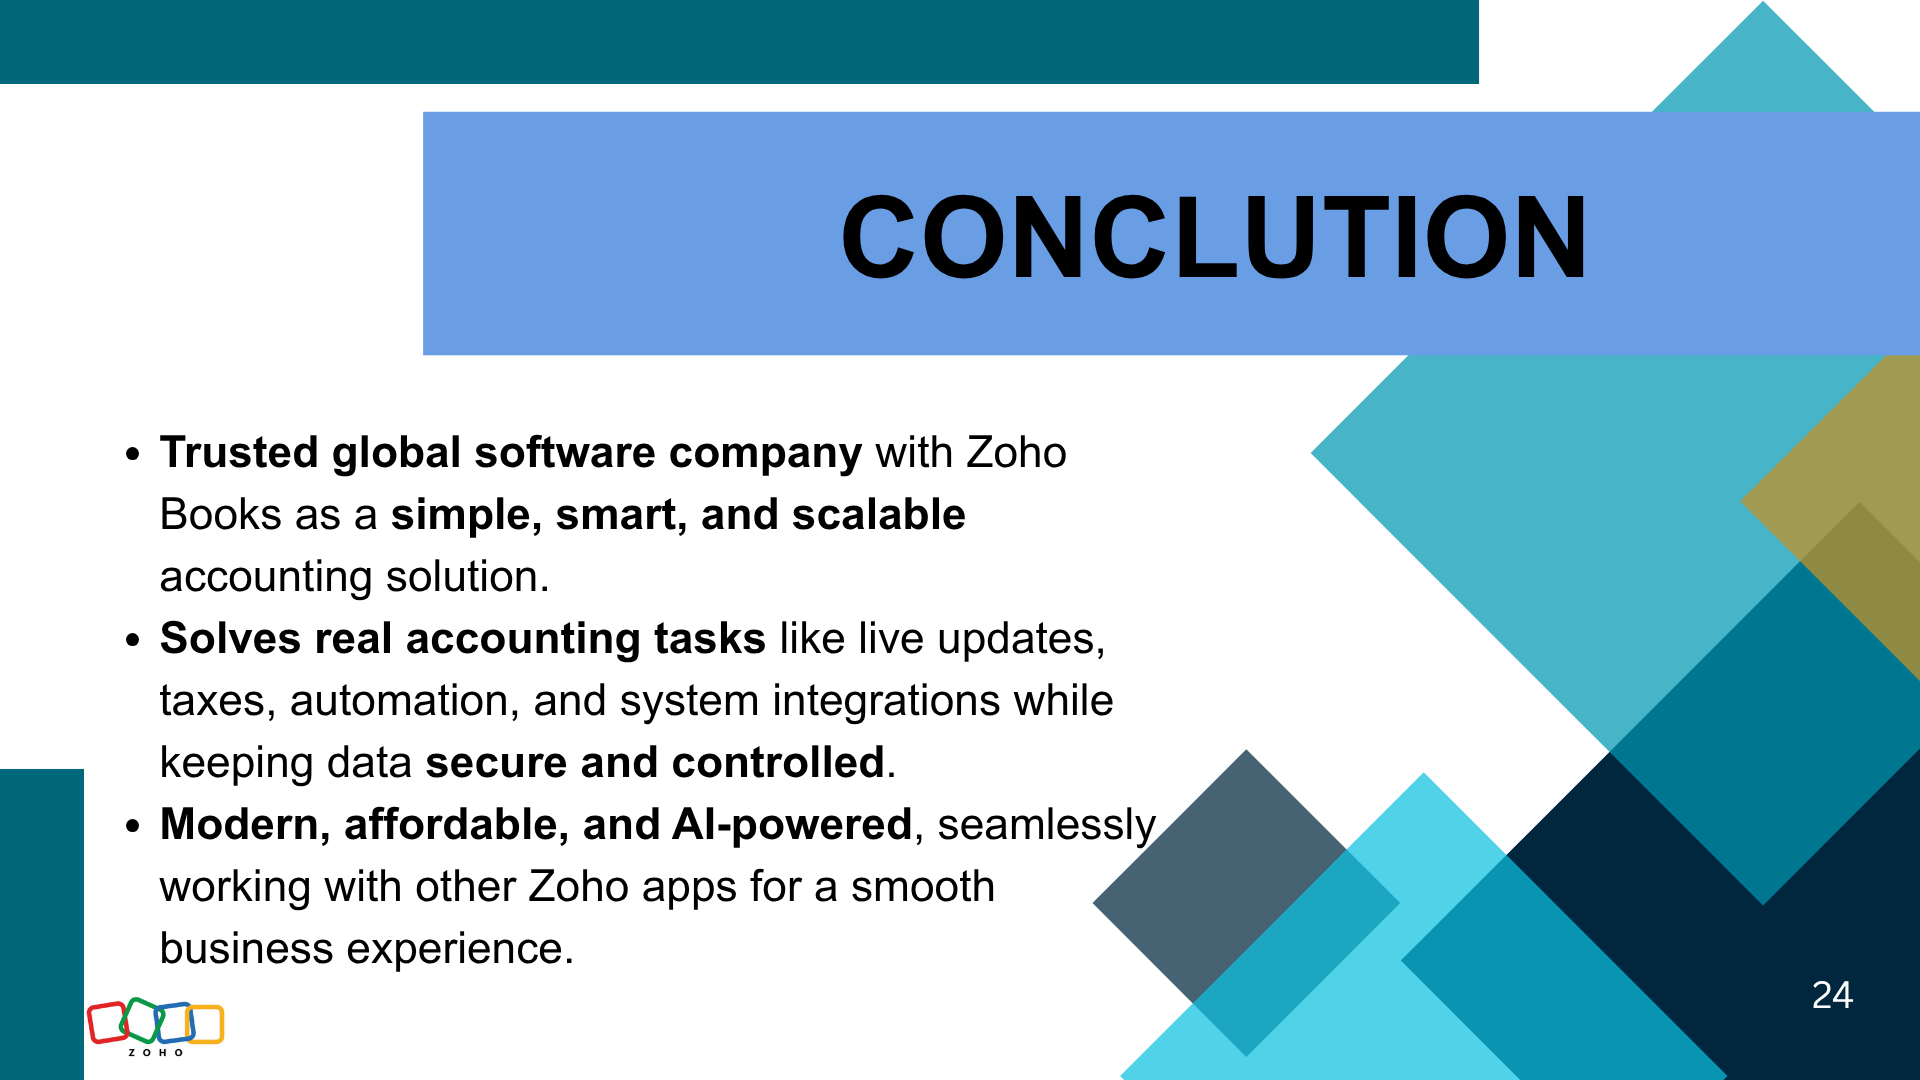 CONCLUTION
• Trusted global software company with Zoho
Books as a simple, smart, and scalable
accounting solution.
• Solves real accounting tasks like live updates,
taxes, automation, and system integrations while
keeping data secure and controlled.
• Modern, affordable, and AI-powered, seamlessly
working with other Zoho apps for a smooth
business experience.
ZOHO
24